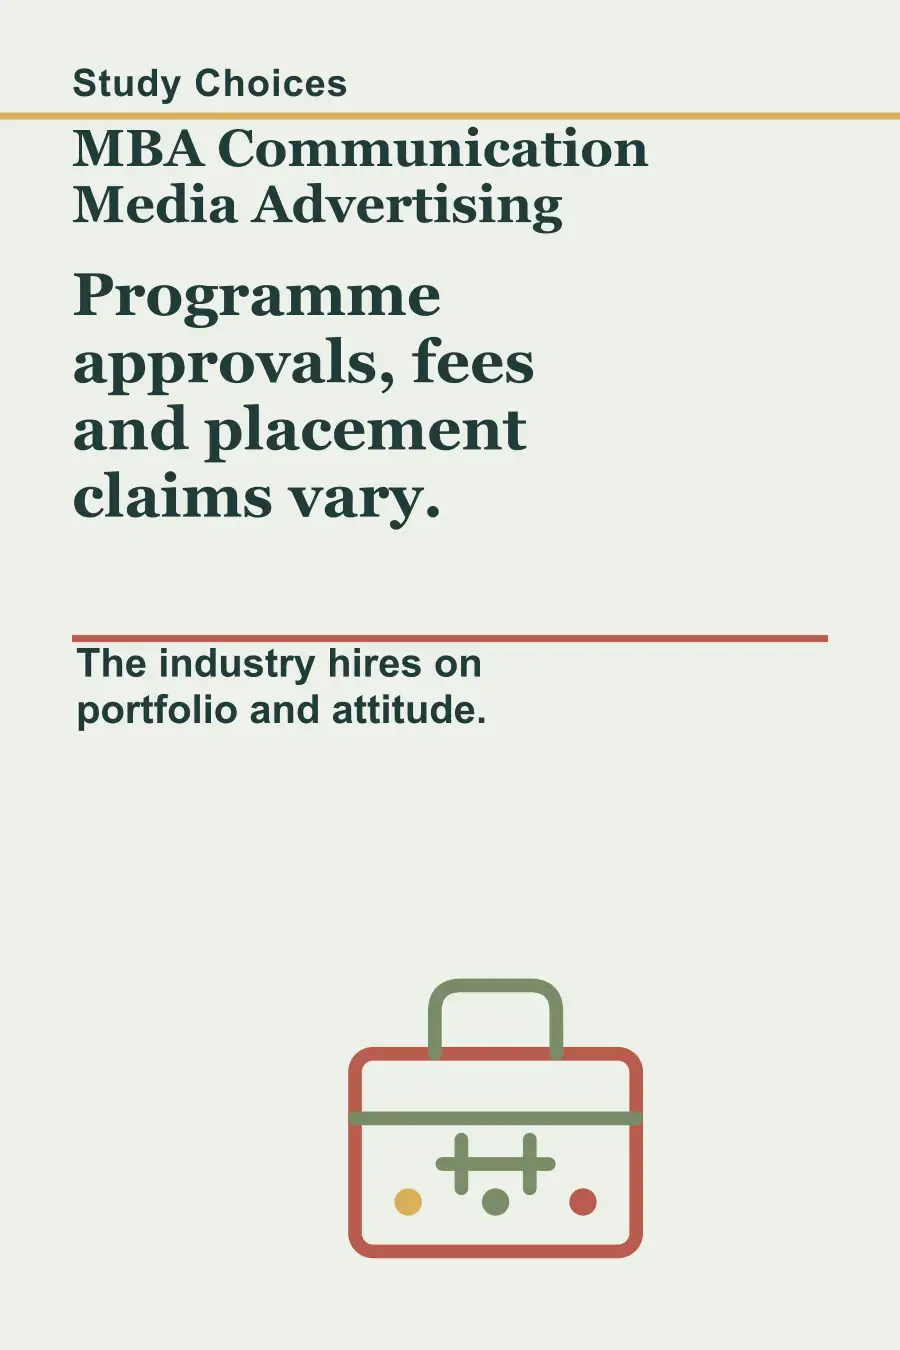 Study Choices
MBA Communication
Media Advertising
Programme
approvals, fees
and placement
claims vary.
The industry hires on
portfolio and attitude.